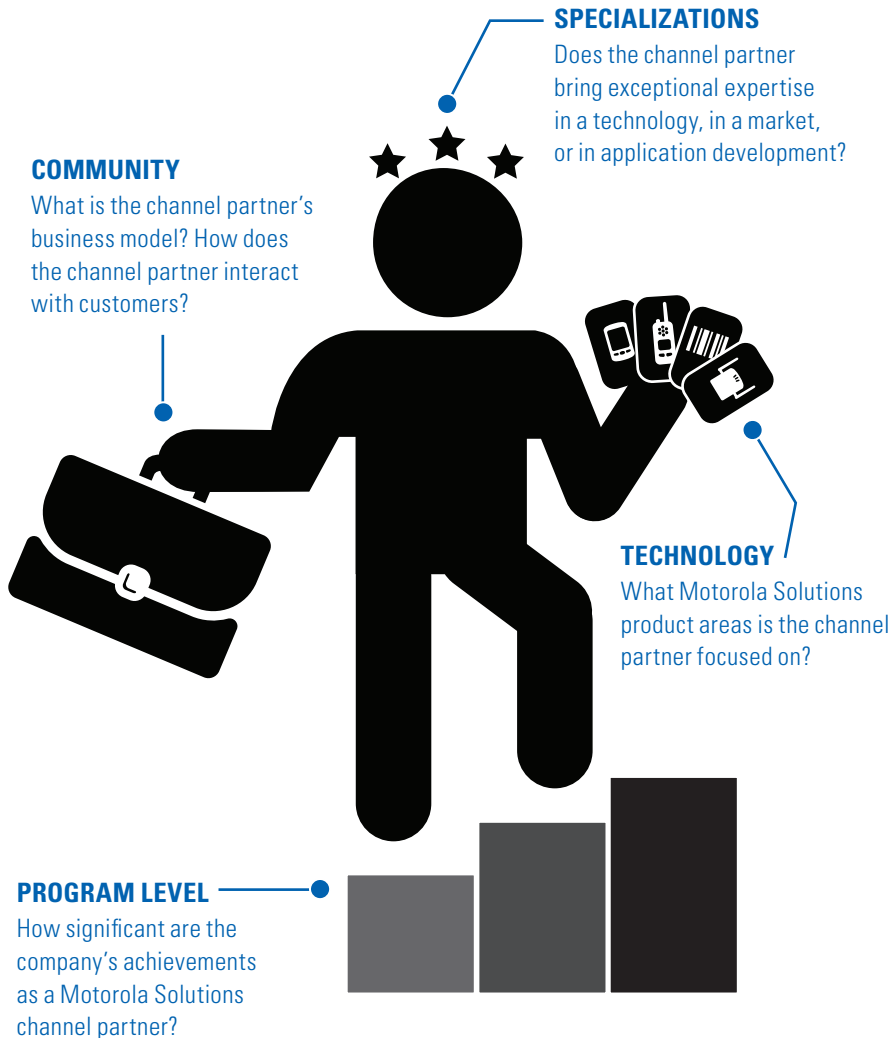 SPECIALIZATIONS
Does the channel partner
bring exceptional expertise
in a technology, in a market,
or in application development?
COMMUNITY
What is the channel partner's
business model? How does
the channel partner interact
with customers?
TECHNOLOGY
What Motorola Solutions
product areas is the channel
partner focused on?
PROGRAM LEVEL
How significant are the
company's achievements
as a Motorola Solutions
channel partner?